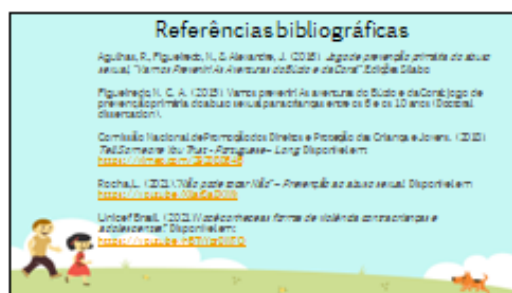 Referências bibliográficas
Agulhas, R., Figueiredo, N., & Alexandre, J. (2016). Jogo de prevenção primária do abuso
sexual, "Vamos Prevenir! As Aventuras do Búzio e da Coral". Edições Sílabo
Figueiredo, N. C. A. (2015). Vamos prevenir! As aventuras do Búzio e da Coral: jogo de
prevenção primária do abuso sexual para crianças entre os 6 e os 10 anos (Doctoral
dissertation).
Comissão Nacional de Promoção dos Direitos e Proteção das Crianças e Jovens. (2018)
Tell Someone You Trust - Portuguese - Long. Disponível em:
Rocha, L. (2021). "Não pode tocar Não" – Prevenção ao abuso sexual. Disponível em:
Unicef Brasil. (2021) Você conhece as formas de violência contra crianças e
adolescentes? Disponível em: